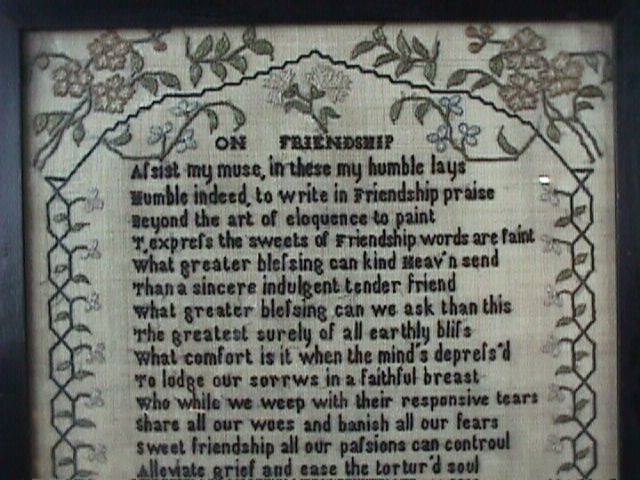 ON FRIENDSHIP
Afsist my muse, in these my humble lays
Humble indeed, to write in Friendship praise
Beyond the art of eloquence to paint
T, exprefs the sweets of Friendship words are faint
What greater blefsing can kind Heav'n send
Than a sincere indulgent tender friend
What greater blefsing can we ask than this
The greatest surely of all earthly blifs
What comfort is it when the mind's deprefs'd
To lodge our sorrws in a faithful breast
Who while we weep with their responsive tears
Share all our woes and banish all our fears
Sweet friendship all our pafsions can controul
Alleviate grief and ease the tortur'd soul